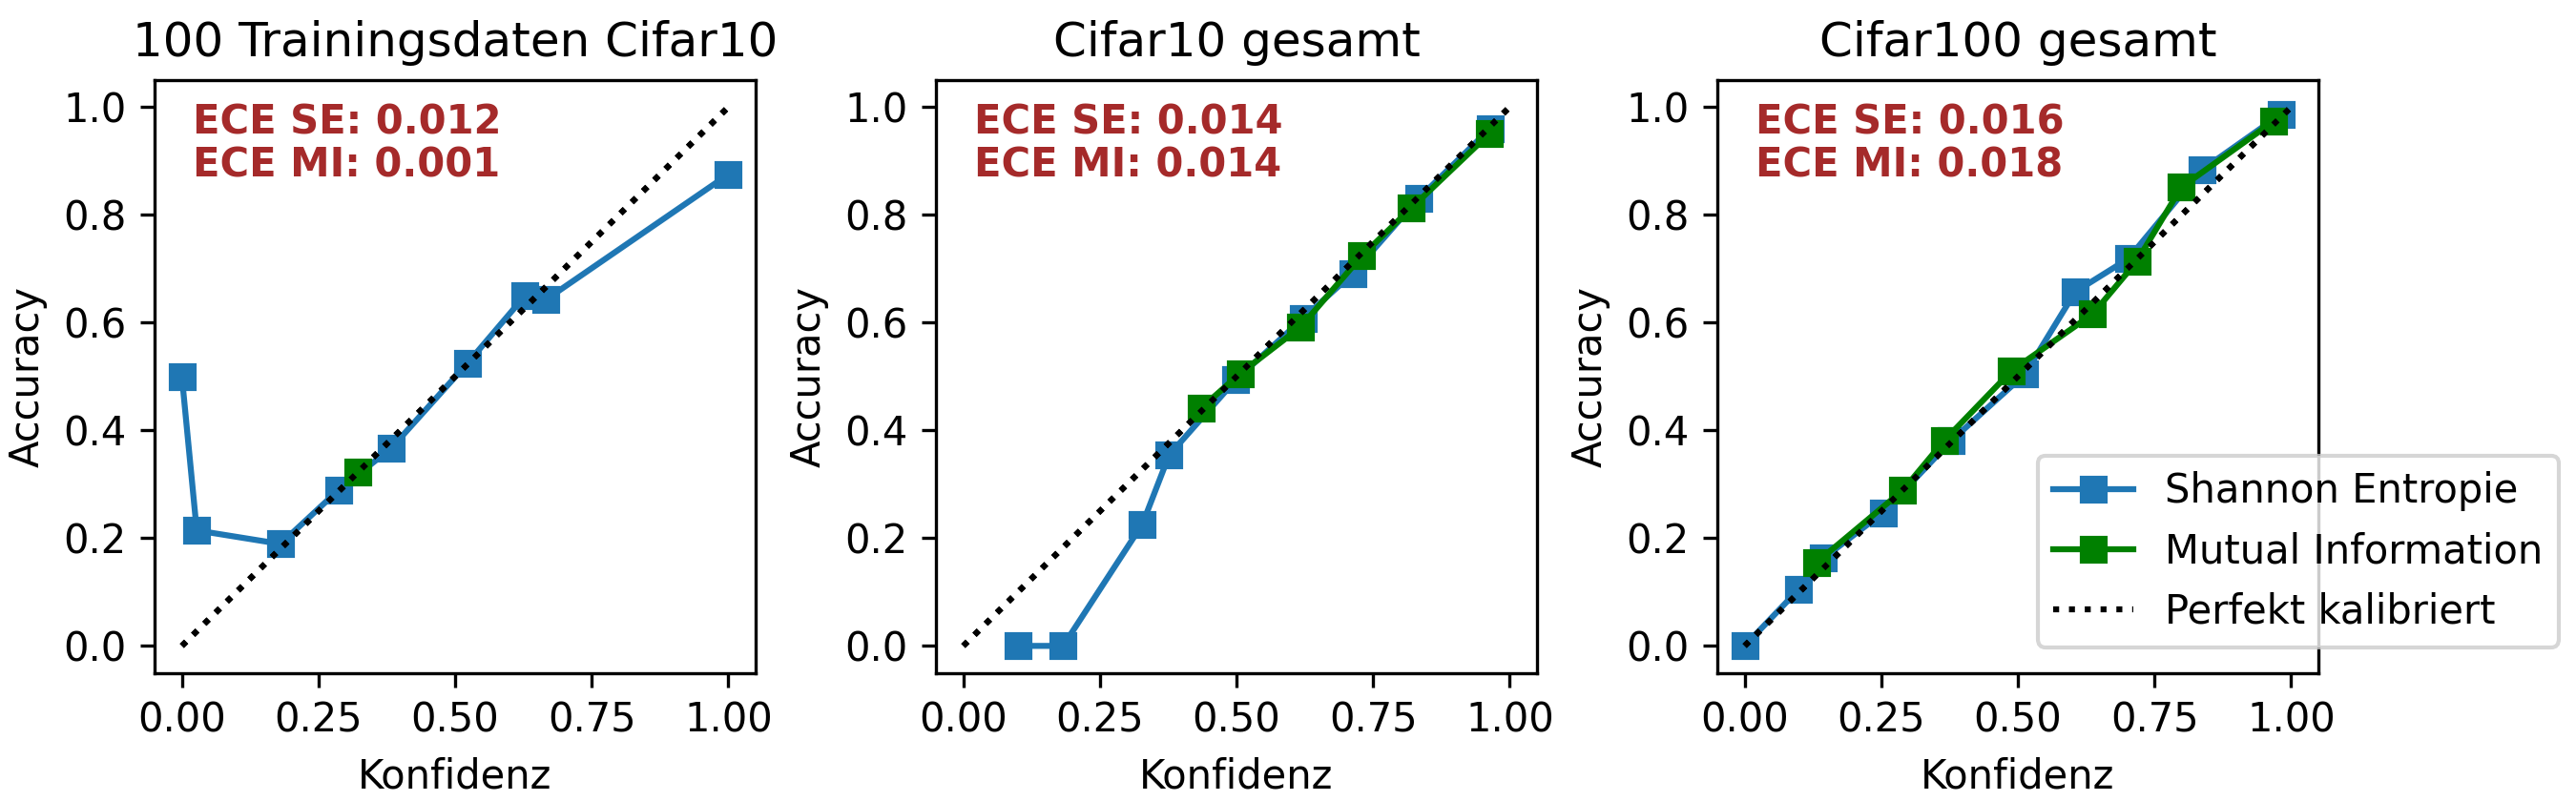 100 Trainingsdaten Cifar10
ECE SE: 0.012
ECE MI: 0.001
1.0
0.8
0.6
0.4
0.2
0.0
Accuracy
0.00 0.25 0.50 0.75 1.00
Konfidenz
Cifar10 gesamt
ECE SE: 0.014
ECE MI: 0.014
1.0
0.8
0.6
0.4
0.2
0.0
Accuracy
0.00 0.25 0.50 0.75 1.00
Konfidenz
Cifar100 gesamt
ECE SE: 0.016
ECE MI: 0.018
1.0
0.8
0.6
0.4
0.2
0.0
Accuracy
0.00 0.25 0.50 0.75 1.00
Konfidenz
Shannon Entropie
Mutual Information
Perfekt kalibriert